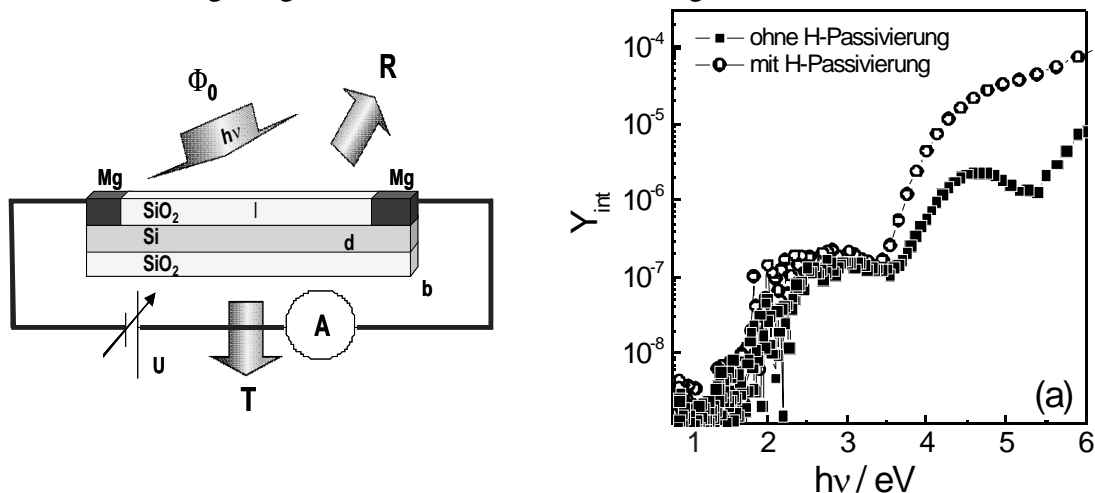 Φ₀
hν
R
Mg
Mg
SiO₂
l
Si
d
SiO₂
b
U
A
T
ohne H-Passivierung
mit H-Passivierung
10⁻⁴
10⁻⁵
10⁻⁶
10⁻⁷
10⁻⁸
Y_int
(a)
1 2 3 4 5 6
hν / eV